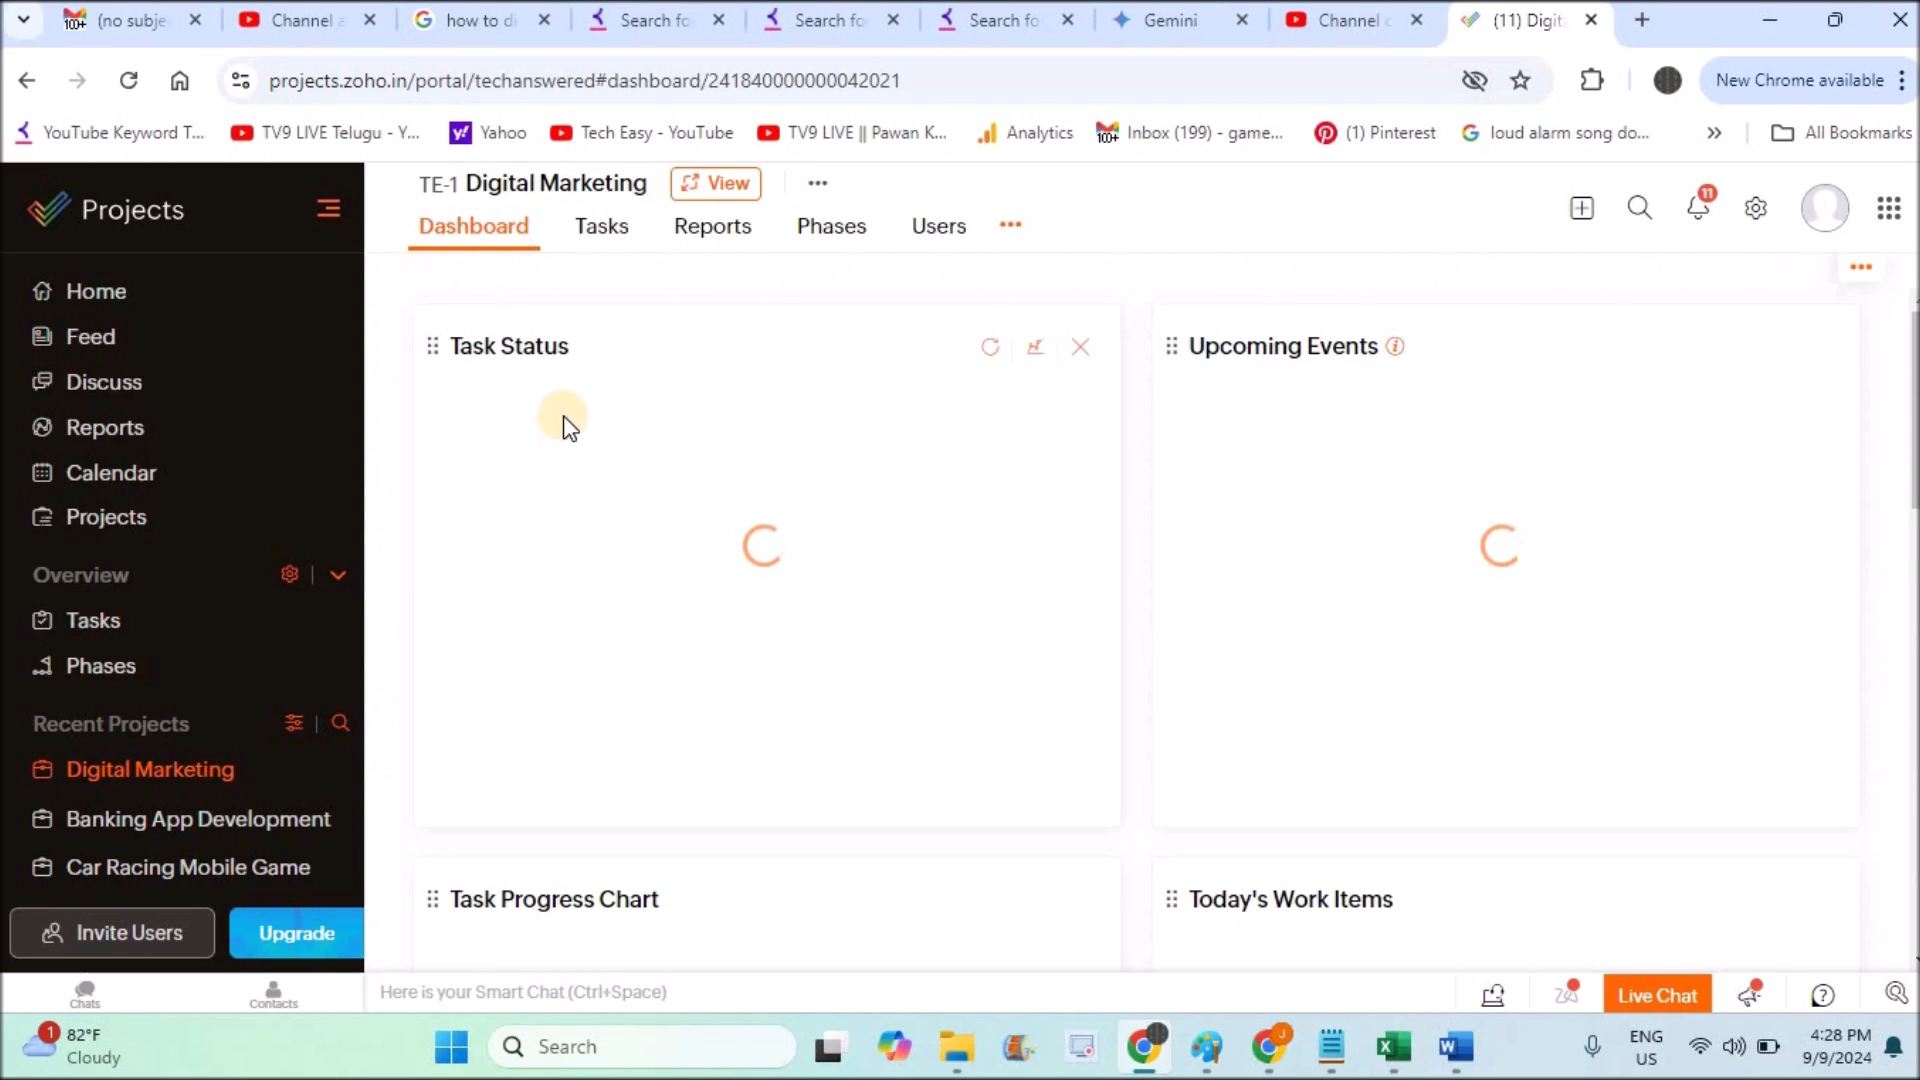 100+ (no subje
Channel a
how to di
Search fo
Search fo
Search fo
Gemini
Channel c
(11) Digit
projects.zoho.in/portal/techanswered#dashboard/241840000000042021
New Chrome available
YouTube Keyword T...
TV9 LIVE Telugu - Y...
Yahoo
Tech Easy - YouTube
TV9 LIVE || Pawan K...
Analytics
100+ Inbox (199) - game...
(1) Pinterest
loud alarm song do...
All Bookmarks
Projects
TE-1 Digital Marketing
View
11
Dashboard Tasks Reports Phases Users
Home
Feed
Discuss
Reports
Calendar
Projects
Overview
Tasks
Phases
Recent Projects
Digital Marketing
Banking App Development
Car Racing Mobile Game
Invite Users
Upgrade
Task Status
Upcoming Events
Task Progress Chart
Today's Work Items
Chats
Contacts
Here is your Smart Chat (Ctrl+Space)
Live Chat
1
82°F
Cloudy
Search
J
ENG
US
4:28 PM
9/9/2024